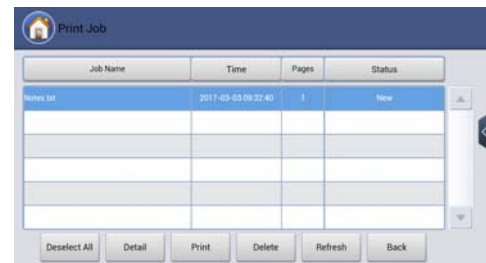 Print Job
Job Name Time Pages Status
Notes.txt 2017-03-03 09:32:40 1 New
Deselect All Detail Print Delete Refresh Back